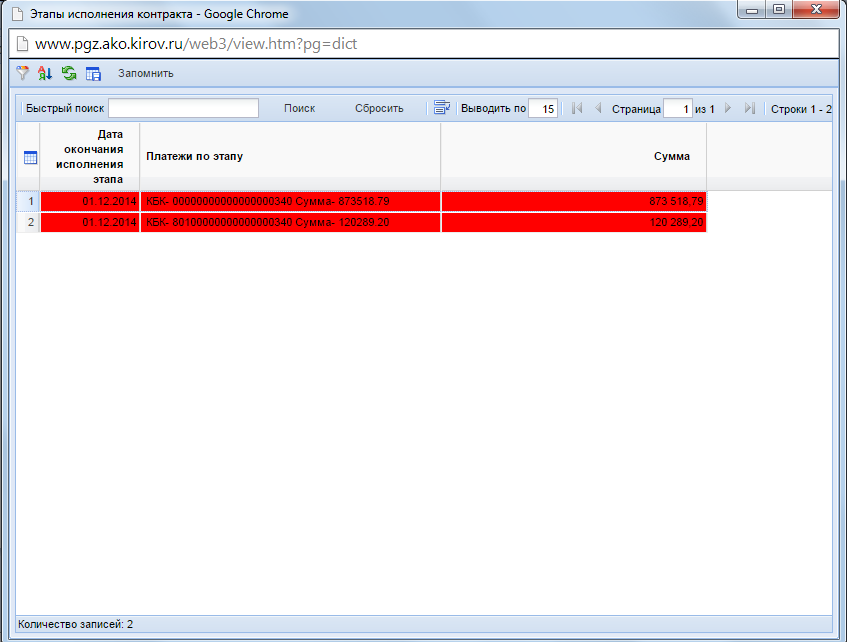 Этапы исполнения контракта - Google Chrome
www.pgz.ako.kirov.ru/web3/view.htm?pg=dict
Запомнить
Быстрый поиск Поиск Сбросить Выводить по 15 Страница 1 из 1 Строки 1 - 2
Дата окончания исполнения этапа Платежи по этапу Сумма
1 01.12.2014 КБК- 00000000000000000340 Сумма- 873518.79 873 518,79
2 01.12.2014 КБК- 80100000000000000340 Сумма- 120289.20 120 289,20
Количество записей: 2